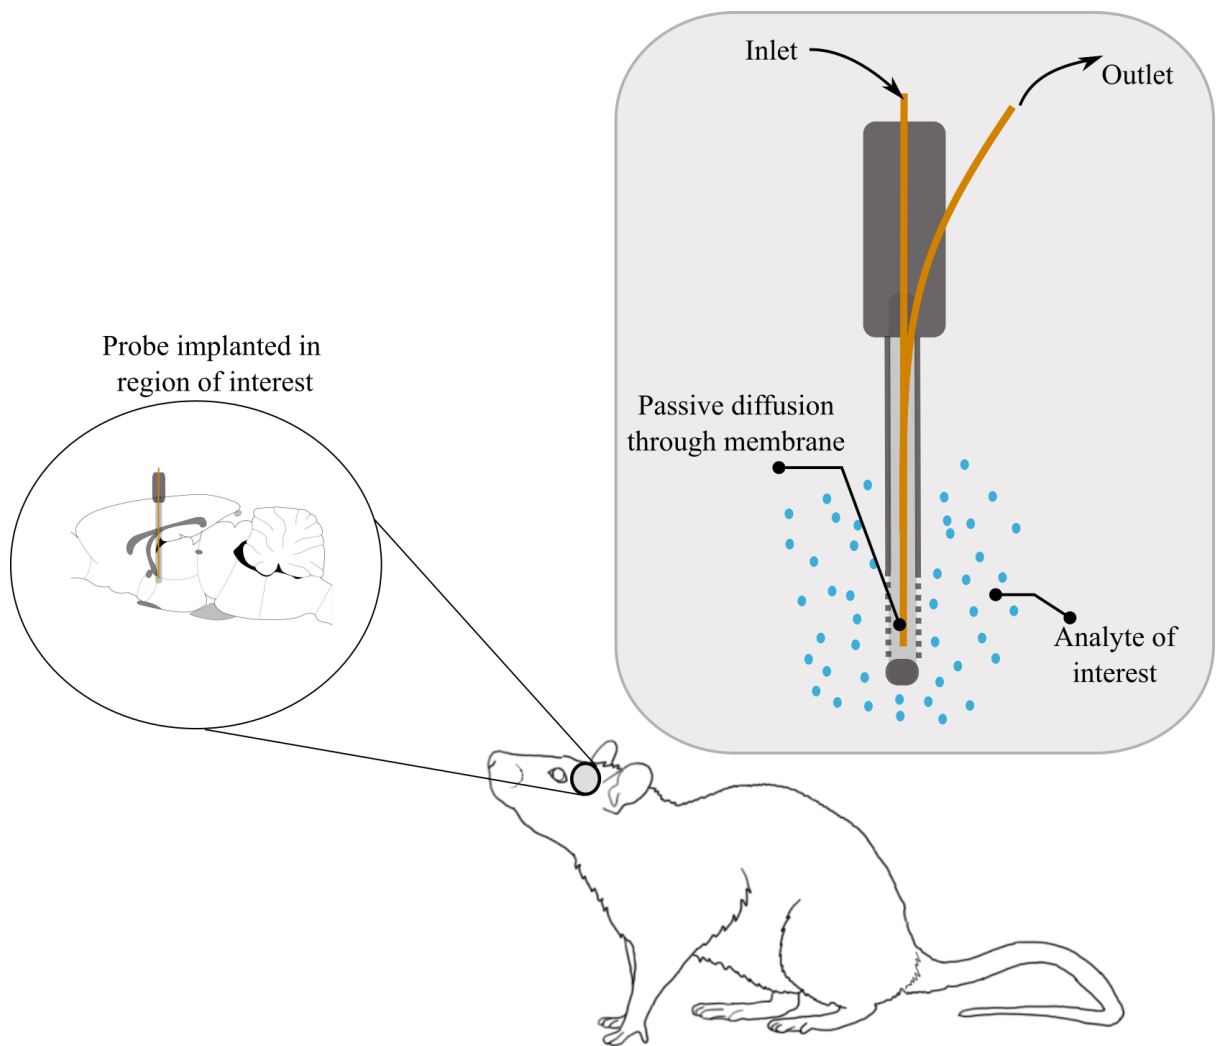 Inlet
Outlet
Probe implanted in
region of interest
Passive diffusion
through membrane
Analyte of
interest